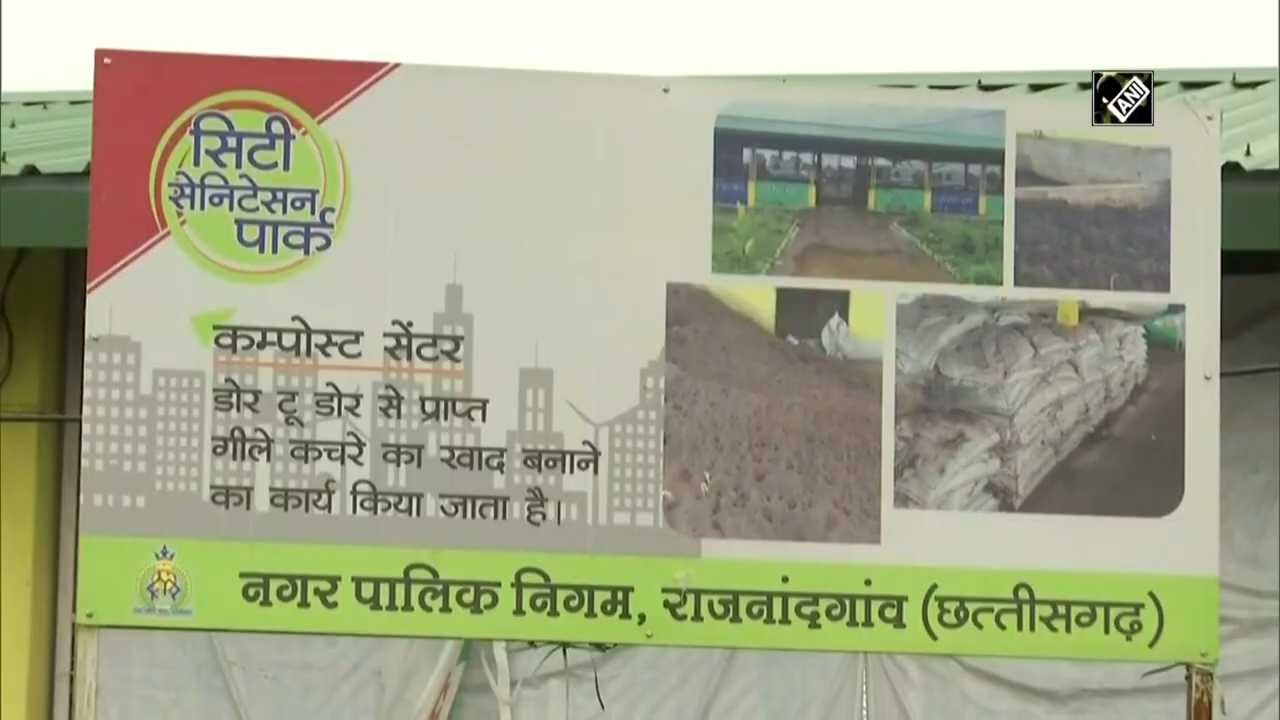 सिटी
सेनिटेसन
पार्क
कम्पोस्ट सेंटर
डोर टू डोर से प्राप्त
गीले कचरे का खाद बनाने
का कार्य किया जाता है।
नगर पालिक निगम, राजनांदगांव (छत्तीसगढ़)
ANI